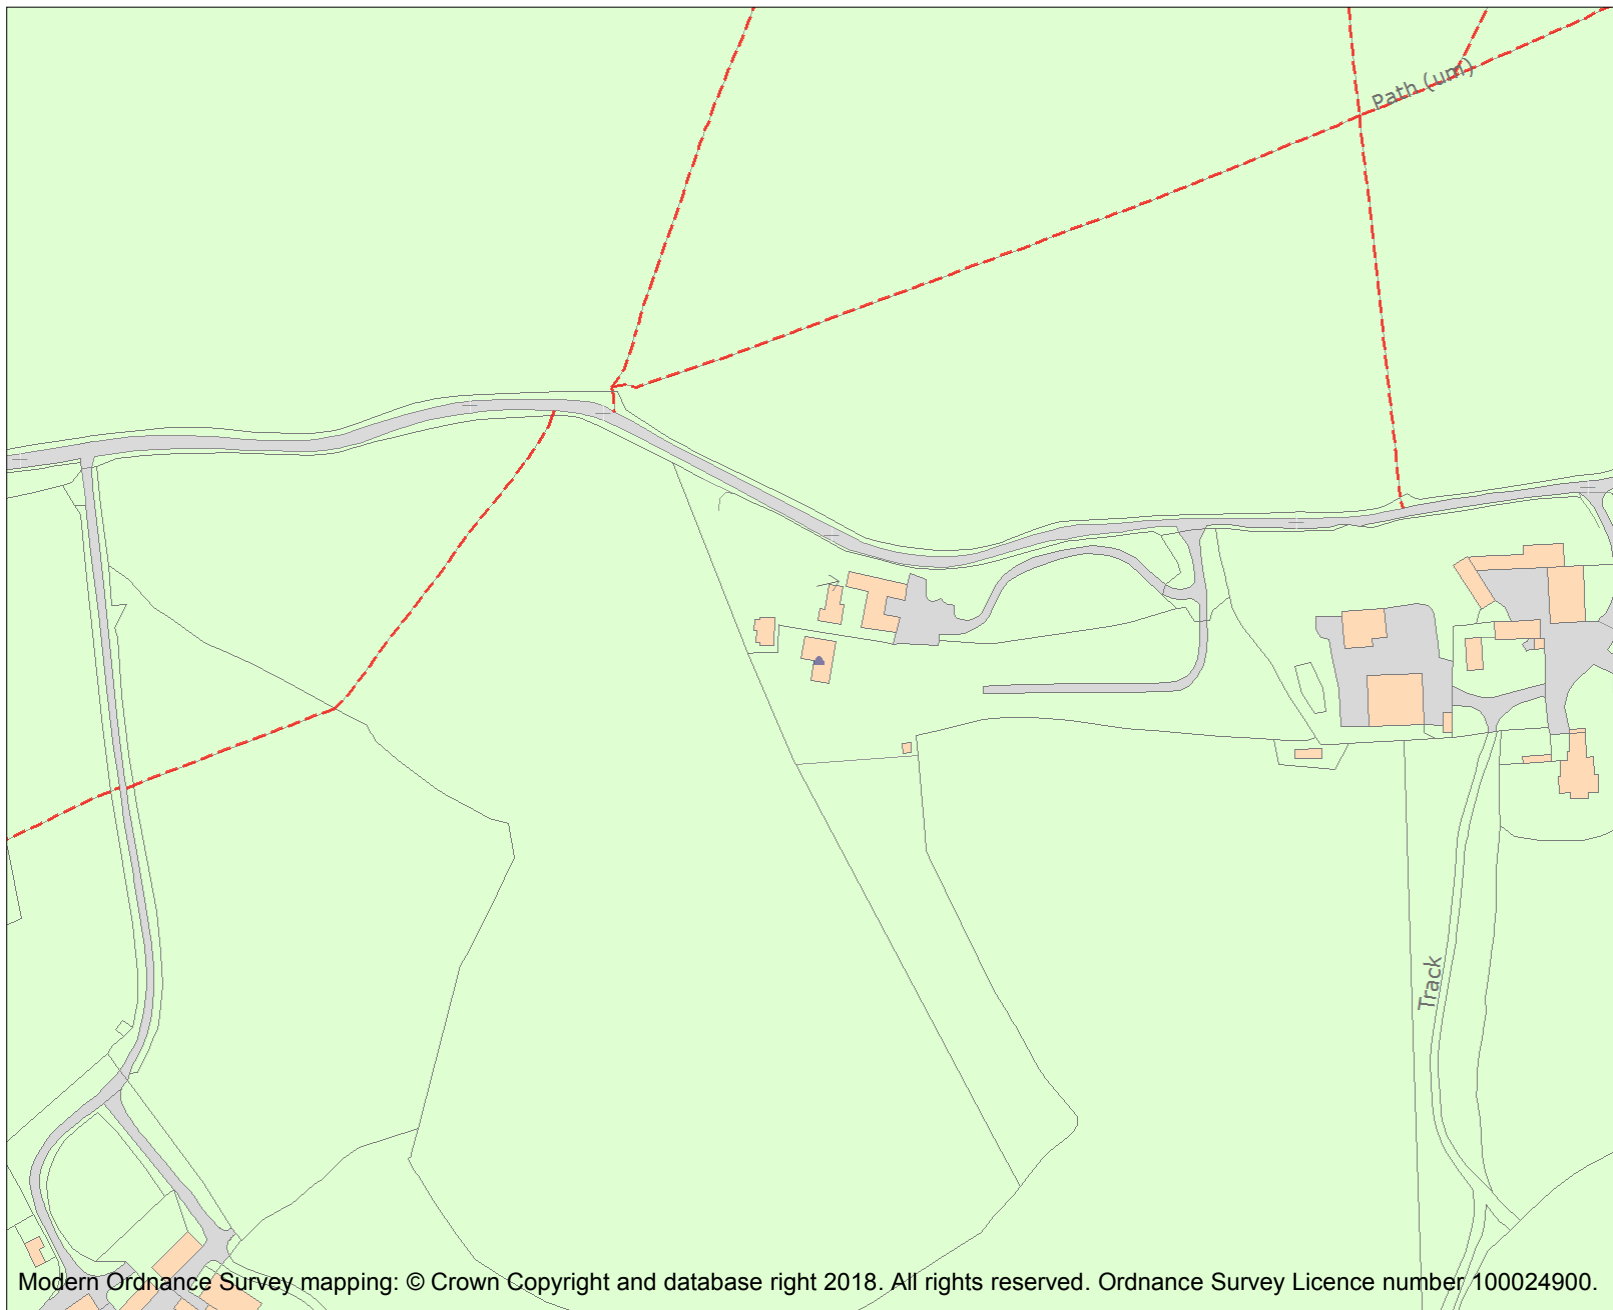 Path (um)
Track
Modern Ordnance Survey mapping: © Crown Copyright and database right 2018. All rights reserved. Ordnance Survey Licence number 100024900.